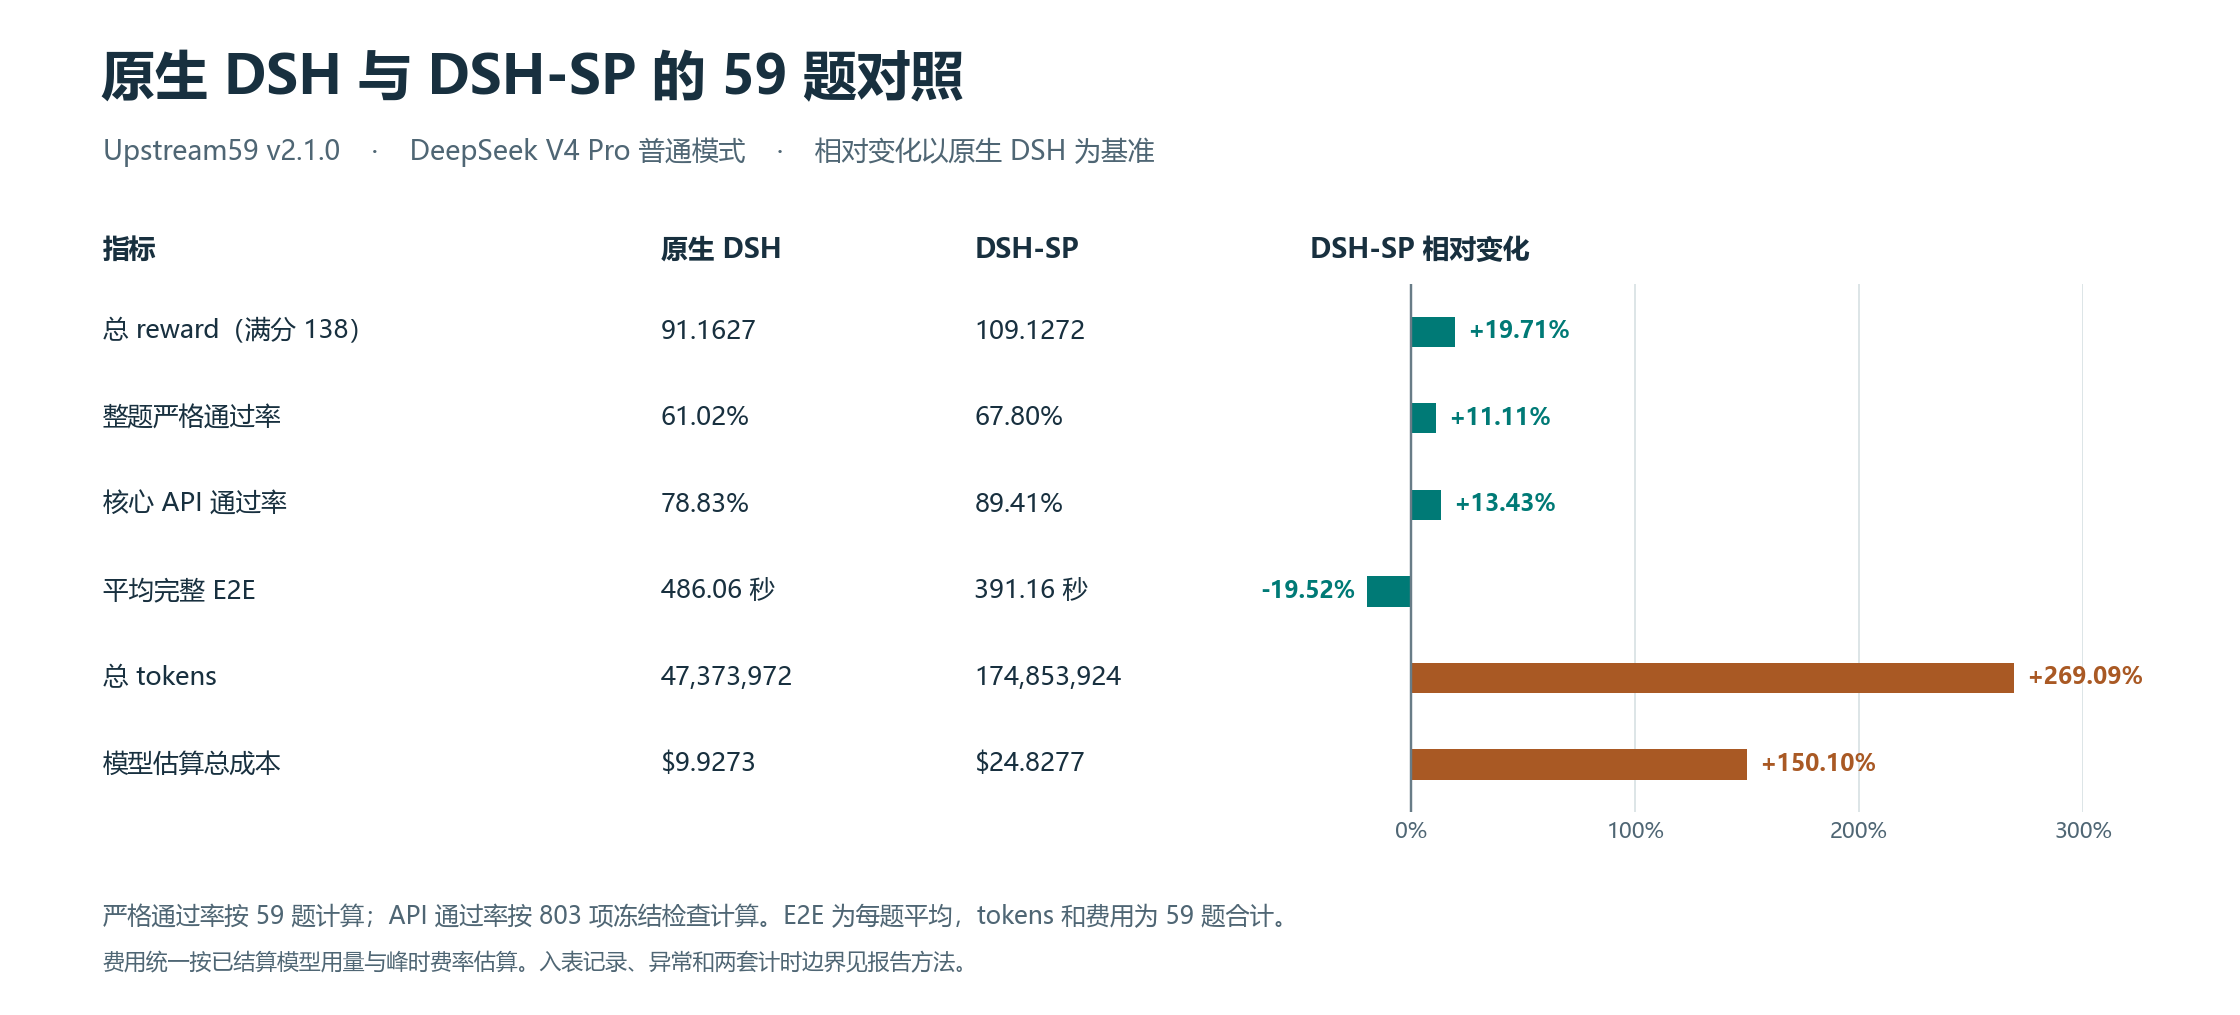 原生 DSH 与 DSH-SP 的 59 题对照
Upstream59 v2.1.0 · DeepSeek V4 Pro 普通模式 · 相对变化以原生 DSH 为基准
指标 原生 DSH DSH-SP DSH-SP 相对变化
总 reward（满分 138） 91.1627 109.1272 +19.71%
整题严格通过率 61.02% 67.80% +11.11%
核心 API 通过率 78.83% 89.41% +13.43%
平均完整 E2E 486.06 秒 391.16 秒 -19.52%
总 tokens 47,373,972 174,853,924 +269.09%
模型估算总成本 $9.9273 $24.8277 +150.10%
0% 100% 200% 300%
严格通过率按 59 题计算；API 通过率按 803 项冻结检查计算。E2E 为每题平均，tokens 和费用为 59 题合计。
费用统一按已结算模型用量与峰时费率估算。入表记录、异常和两套计时边界见报告方法。